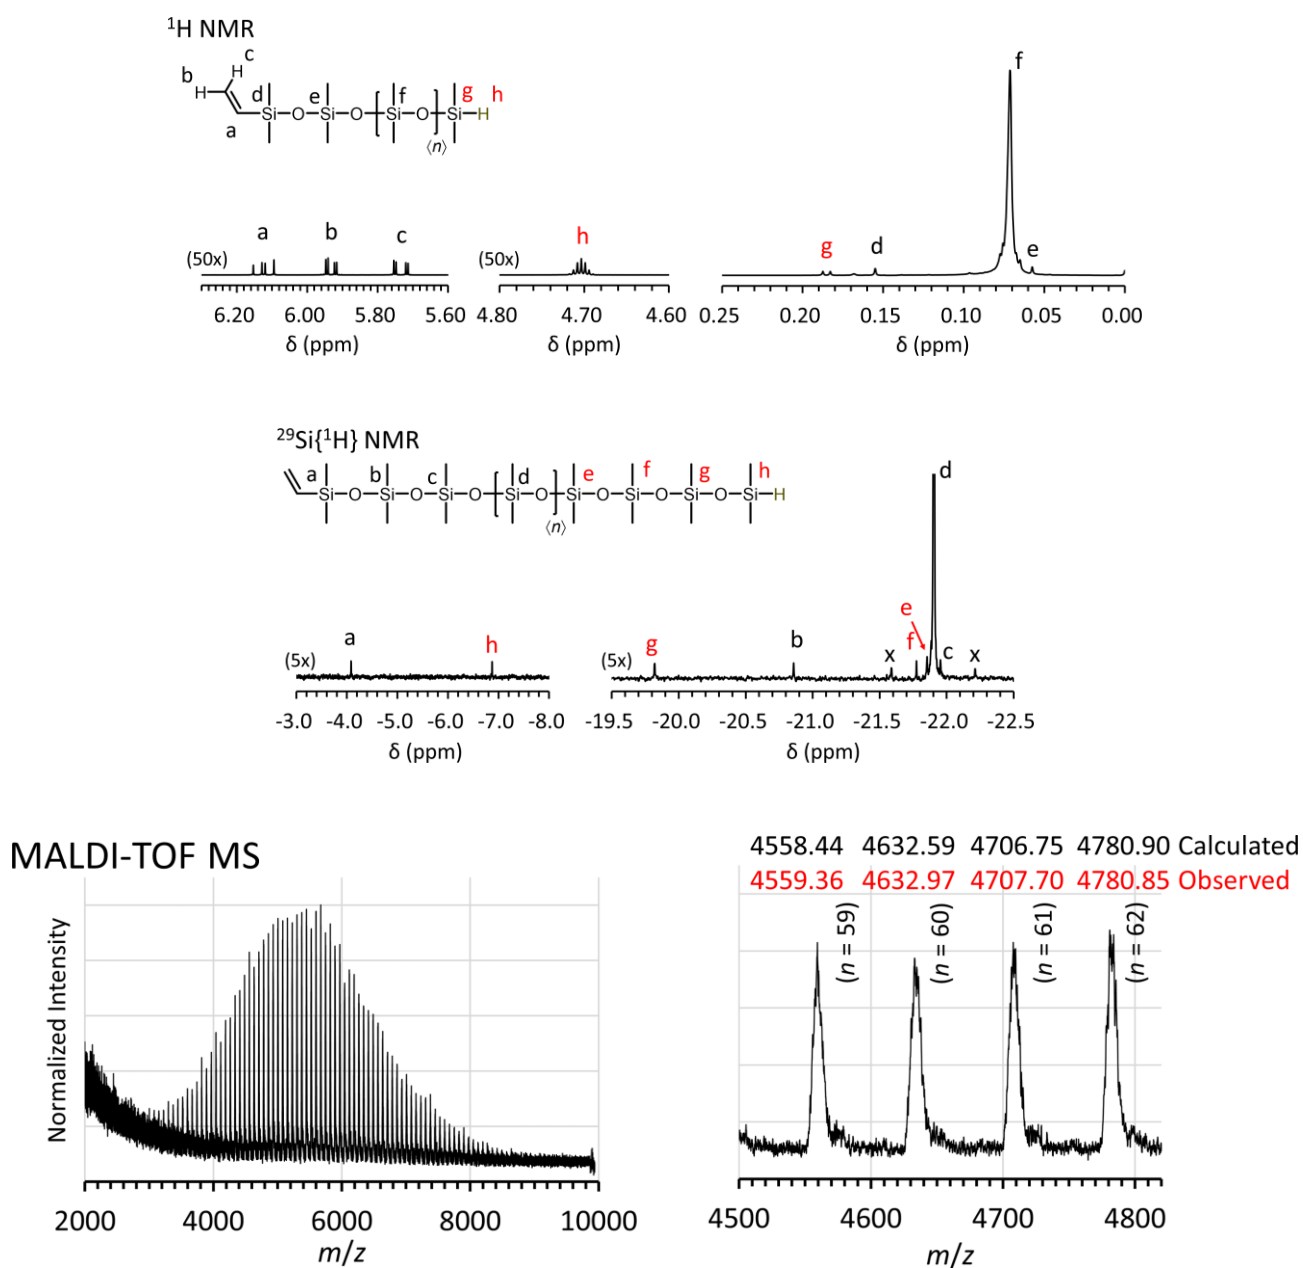 ¹H NMR
c
b H H
d e f g h
Si O Si O Si O Si H
a
⟨n⟩
f
a b c
(50x)
h
(50x)
g d e
6.20 6.00 5.80 5.60
δ (ppm)
4.80 4.70 4.60
δ (ppm)
0.25 0.20 0.15 0.10 0.05 0.00
δ (ppm)
²⁹Si{¹H} NMR
a b c d e f g h
Si O Si O Si O Si O Si O Si O Si O Si H
⟨n⟩
d
a h
(5x)
e
g b x f c x
(5x)
-3.0 -4.0 -5.0 -6.0 -7.0 -8.0
δ (ppm)
-19.5 -20.0 -20.5 -21.0 -21.5 -22.0 -22.5
δ (ppm)
MALDI-TOF MS
Normalized Intensity
2000 4000 6000 8000 10000
m/z
4558.44 4632.59 4706.75 4780.90 Calculated
4559.36 4632.97 4707.70 4780.85 Observed
(n = 59) (n = 60) (n = 61) (n = 62)
4500 4600 4700 4800
m/z